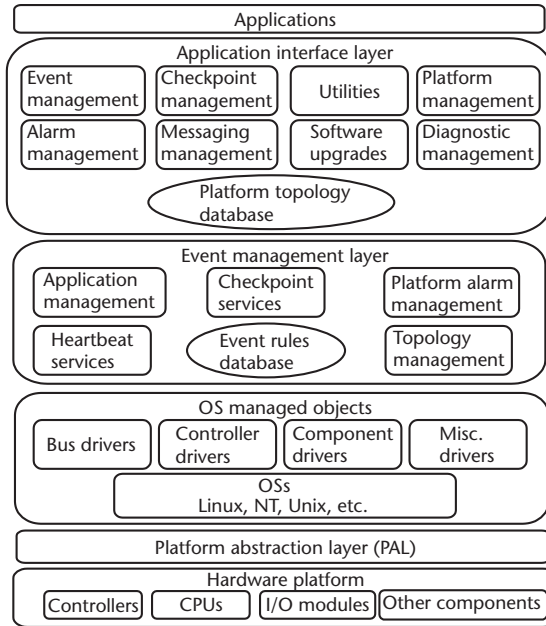 Applications
Application interface layer
Event management
Checkpoint management
Utilities
Platform management
Alarm management
Messaging management
Software upgrades
Diagnostic management
Platform topology database
Event management layer
Application management
Checkpoint services
Platform alarm management
Heartbeat services
Event rules database
Topology management
OS managed objects
Bus drivers
Controller drivers
Component drivers
Misc. drivers
OSs
Linux, NT, Unix, etc.
Platform abstraction layer (PAL)
Hardware platform
Controllers
CPUs
I/O modules
Other components